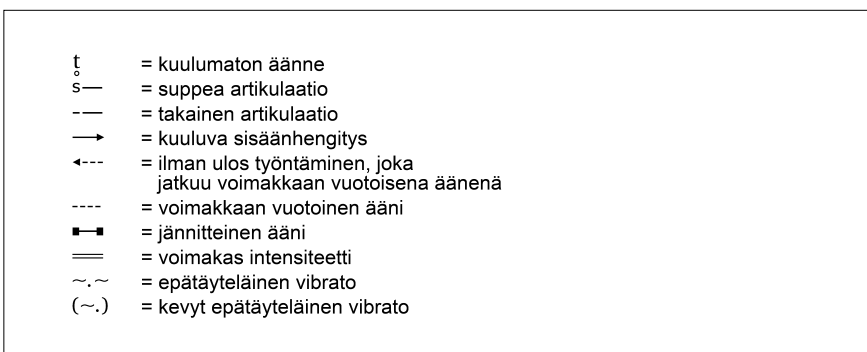 t̥ = kuulumaton äänne
s— = suppea artikulaatio
-— = takainen artikulaatio
→ = kuuluva sisäänhengitys
◄--- = ilman ulos työntäminen, joka
jatkuu voimakkaan vuotoisena äänenä
---- = voimakkaan vuotoinen ääni
■—■ = jännitteinen ääni
═ = voimakas intensiteetti
~.~ = epätäyteläinen vibrato
(~.) = kevyt epätäyteläinen vibrato